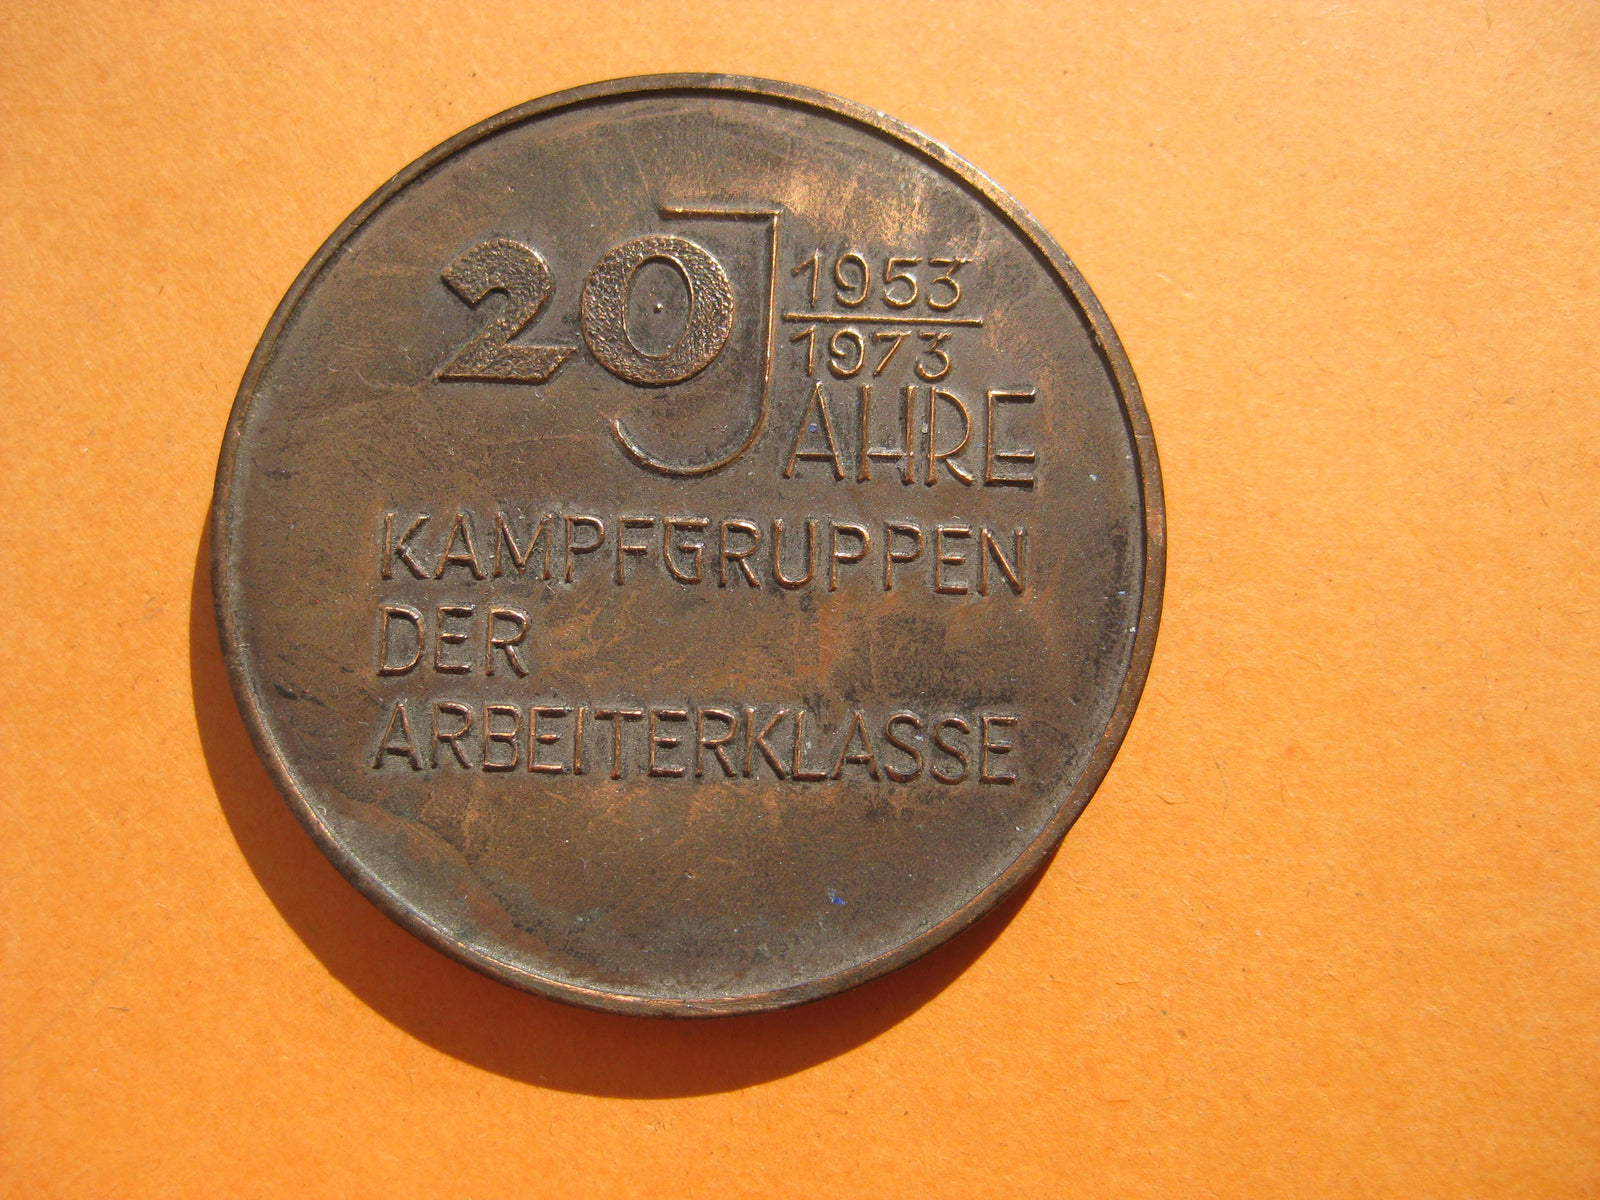 20 JAHRE
1953
1973
KAMPFGRUPPEN
DER
ARBEITERKLASSE